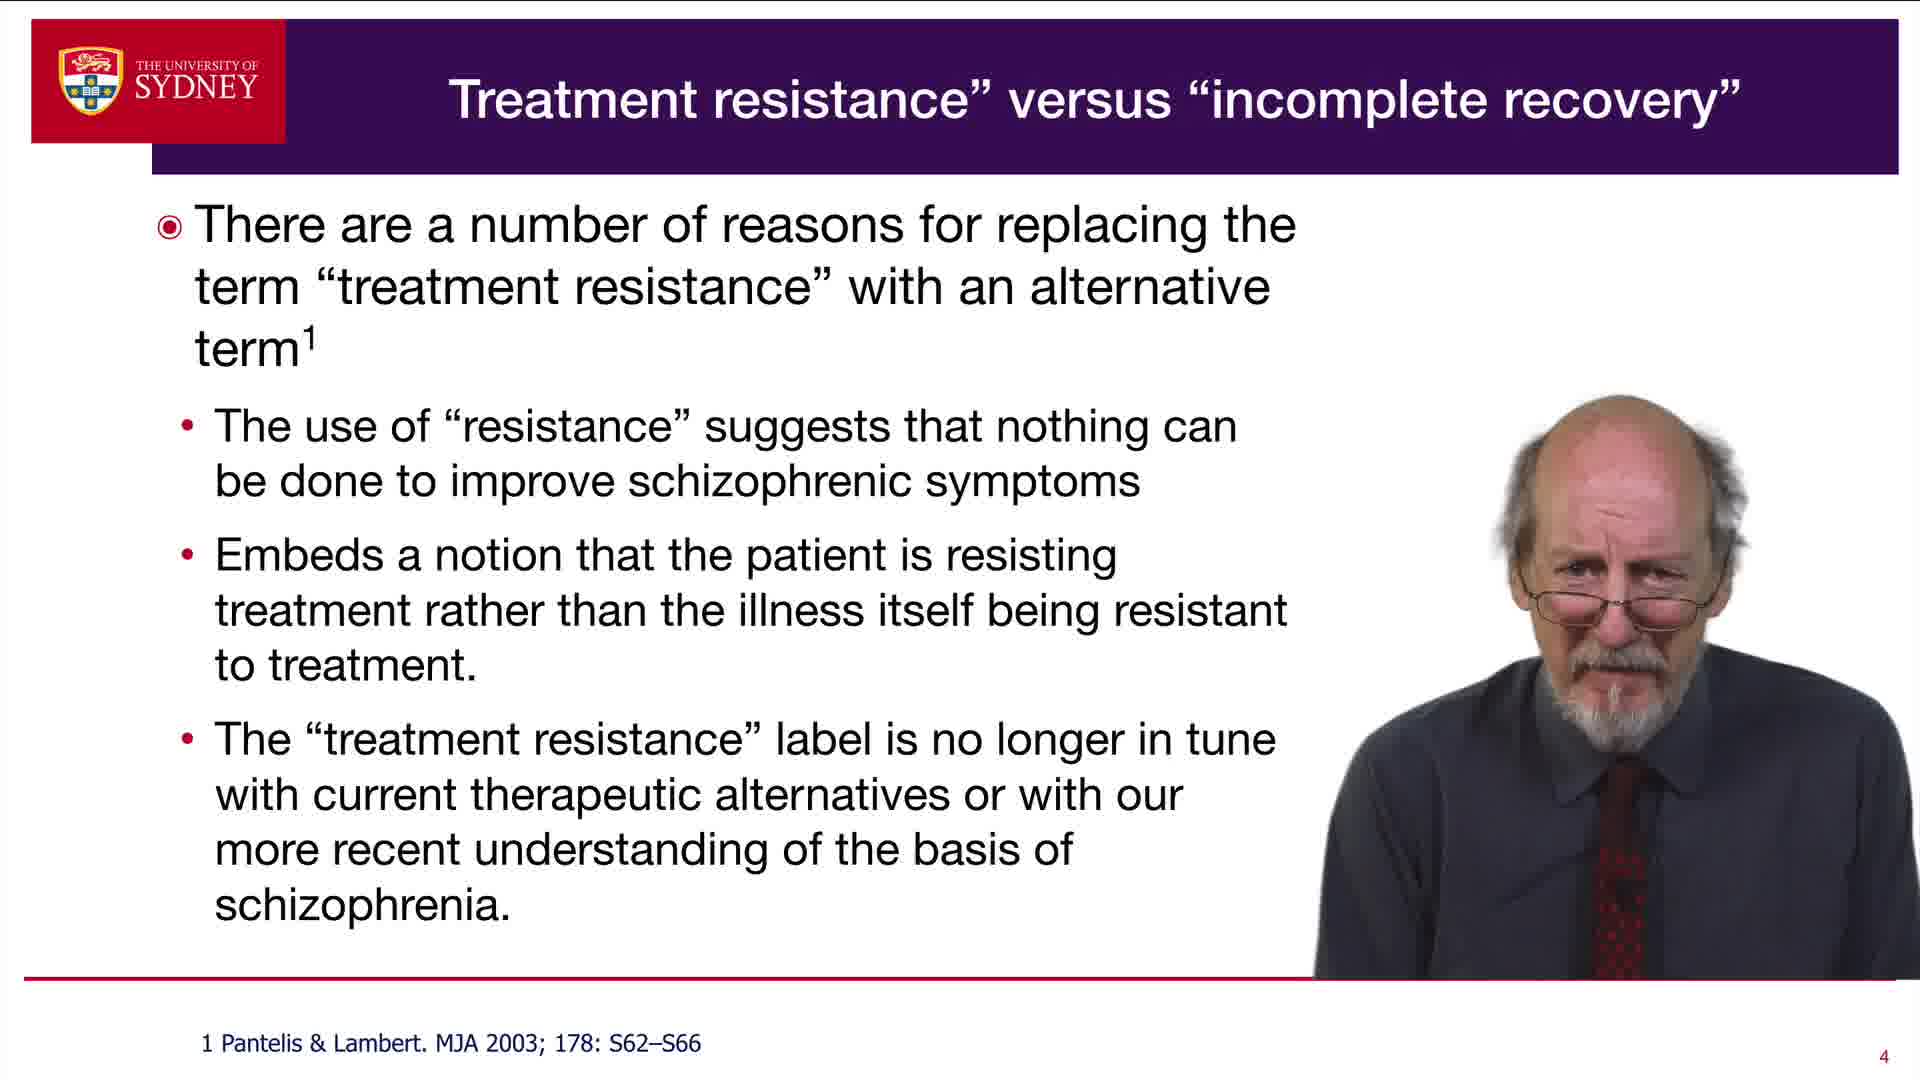 THE UNIVERSITY OF
SYDNEY
Treatment resistance” versus “incomplete recovery”
There are a number of reasons for replacing the
term “treatment resistance” with an alternative
term¹
• The use of “resistance” suggests that nothing can
be done to improve schizophrenic symptoms
• Embeds a notion that the patient is resisting
treatment rather than the illness itself being resistant
to treatment.
• The “treatment resistance” label is no longer in tune
with current therapeutic alternatives or with our
more recent understanding of the basis of
schizophrenia.
1 Pantelis & Lambert. MJA 2003; 178: S62–S66
4